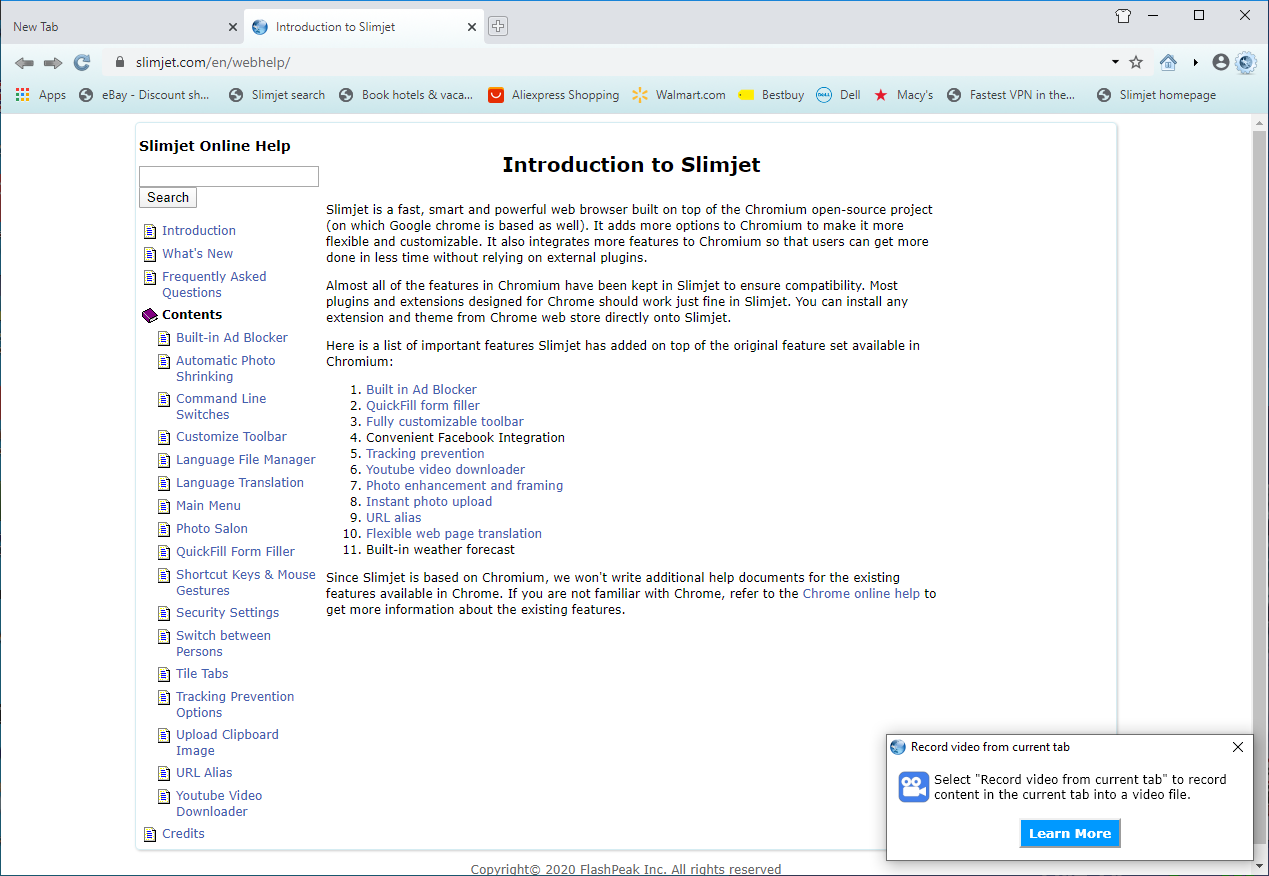 New Tab
Introduction to Slimjet
slimjet.com/en/webhelp/
Apps
eBay - Discount sh...
Slimjet search
Book hotels & vaca...
Aliexpress Shopping
Walmart.com
Bestbuy
DELL
Dell
Macy's
Fastest VPN in the...
Slimjet homepage
Slimjet Online Help
Search
Introduction
What's New
Frequently Asked
Questions
Contents
Built-in Ad Blocker
Automatic Photo
Shrinking
Command Line
Switches
Customize Toolbar
Language File Manager
Language Translation
Main Menu
Photo Salon
QuickFill Form Filler
Shortcut Keys & Mouse
Gestures
Security Settings
Switch between
Persons
Tile Tabs
Tracking Prevention
Options
Upload Clipboard
Image
URL Alias
Youtube Video
Downloader
Credits
Introduction to Slimjet
Slimjet is a fast, smart and powerful web browser built on top of the Chromium open-source project
(on which Google chrome is based as well). It adds more options to Chromium to make it more
flexible and customizable. It also integrates more features to Chromium so that users can get more
done in less time without relying on external plugins.
Almost all of the features in Chromium have been kept in Slimjet to ensure compatibility. Most
plugins and extensions designed for Chrome should work just fine in Slimjet. You can install any
extension and theme from Chrome web store directly onto Slimjet.
Here is a list of important features Slimjet has added on top of the original feature set available in
Chromium:
1. Built in Ad Blocker
2. QuickFill form filler
3. Fully customizable toolbar
4. Convenient Facebook Integration
5. Tracking prevention
6. Youtube video downloader
7. Photo enhancement and framing
8. Instant photo upload
9. URL alias
10. Flexible web page translation
11. Built-in weather forecast
Since Slimjet is based on Chromium, we won't write additional help documents for the existing
features available in Chrome. If you are not familiar with Chrome, refer to the Chrome online help to
get more information about the existing features.
Record video from current tab
Select "Record video from current tab" to record
content in the current tab into a video file.
Learn More
Copyright© 2020 FlashPeak Inc. All rights reserved